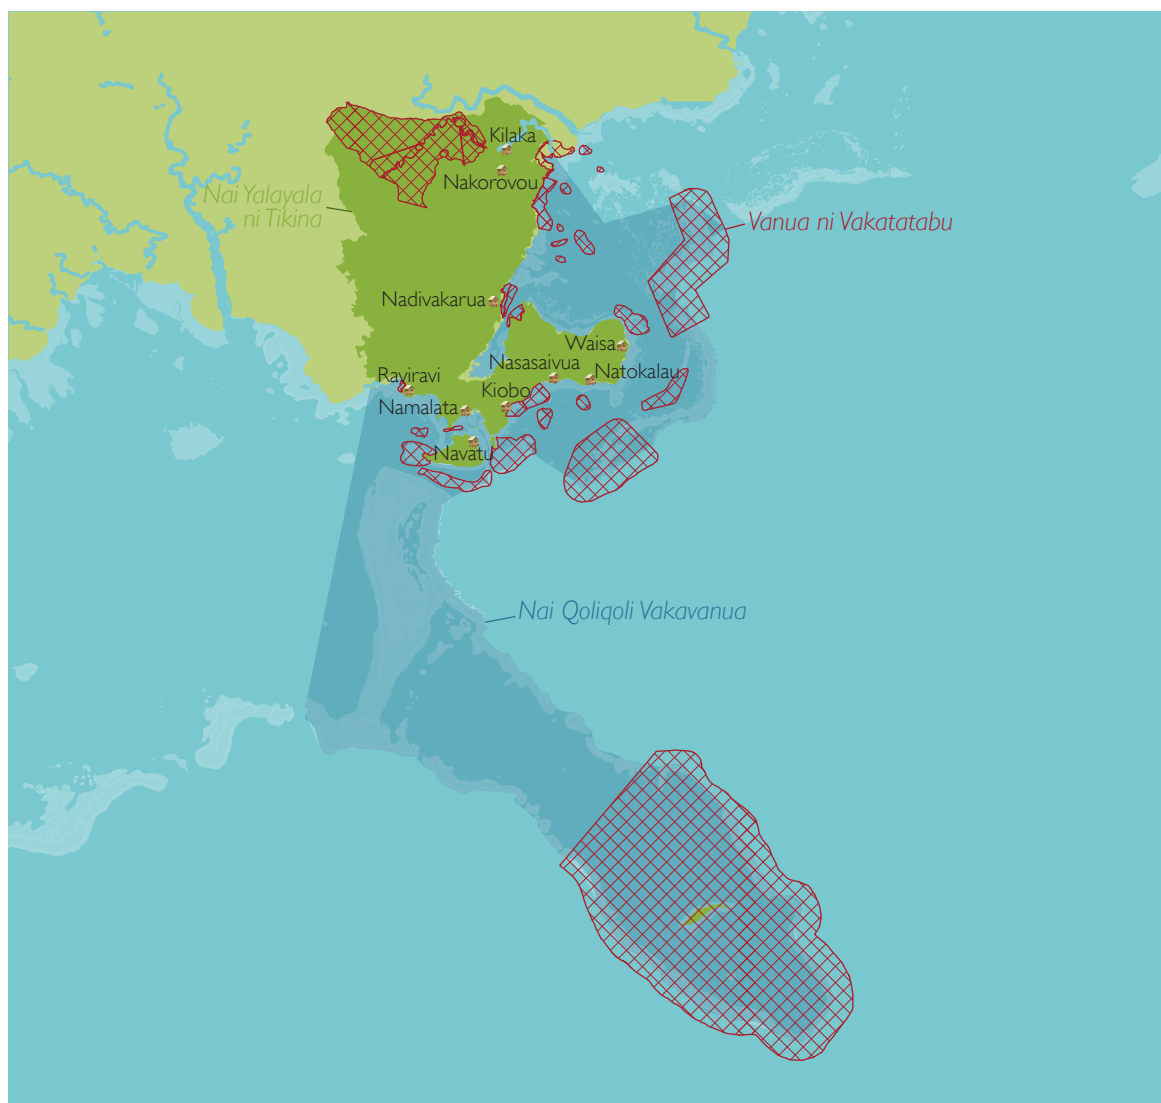 Kilaka
Nakorovou
Nai Yalayala
ni Tikina
Vanua ni Vakatatabu
Nadivakarua
Waisa
Nasasaivua
Natokalau
Raviravi
Kiobo
Namalata
Navatu
Nai Qoliqoli Vakavanua